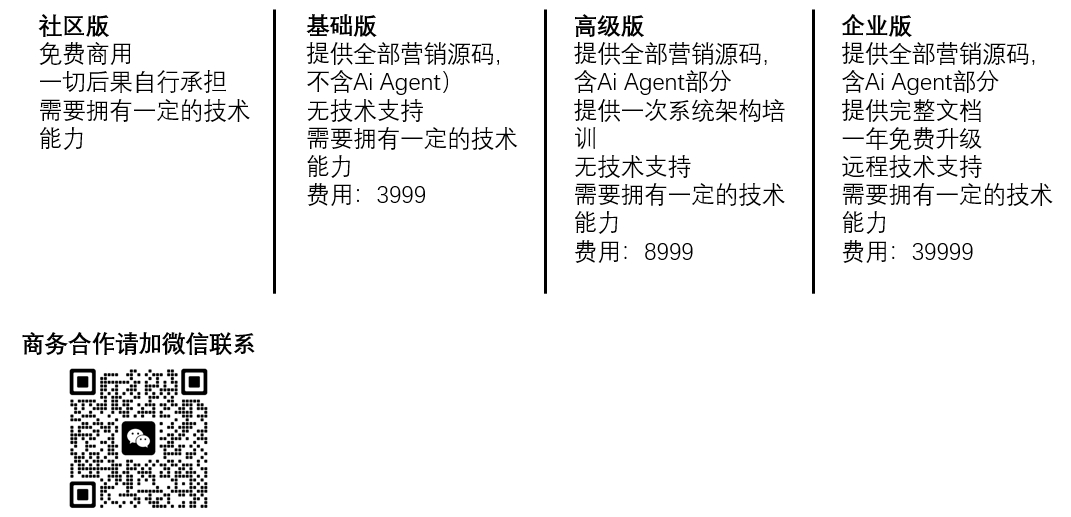 社区版
免费商用
一切后果自行承担
需要拥有一定的技术
能力
基础版
提供全部营销源码，
不含Ai Agent）
无技术支持
需要拥有一定的技术
能力
费用：3999
高级版
提供全部营销源码，
含Ai Agent部分
提供一次系统架构培
训
无技术支持
需要拥有一定的技术
能力
费用：8999
企业版
提供全部营销源码，
含Ai Agent部分
提供完整文档
一年免费升级
远程技术支持
需要拥有一定的技术
能力
费用：39999
商务合作请加微信联系